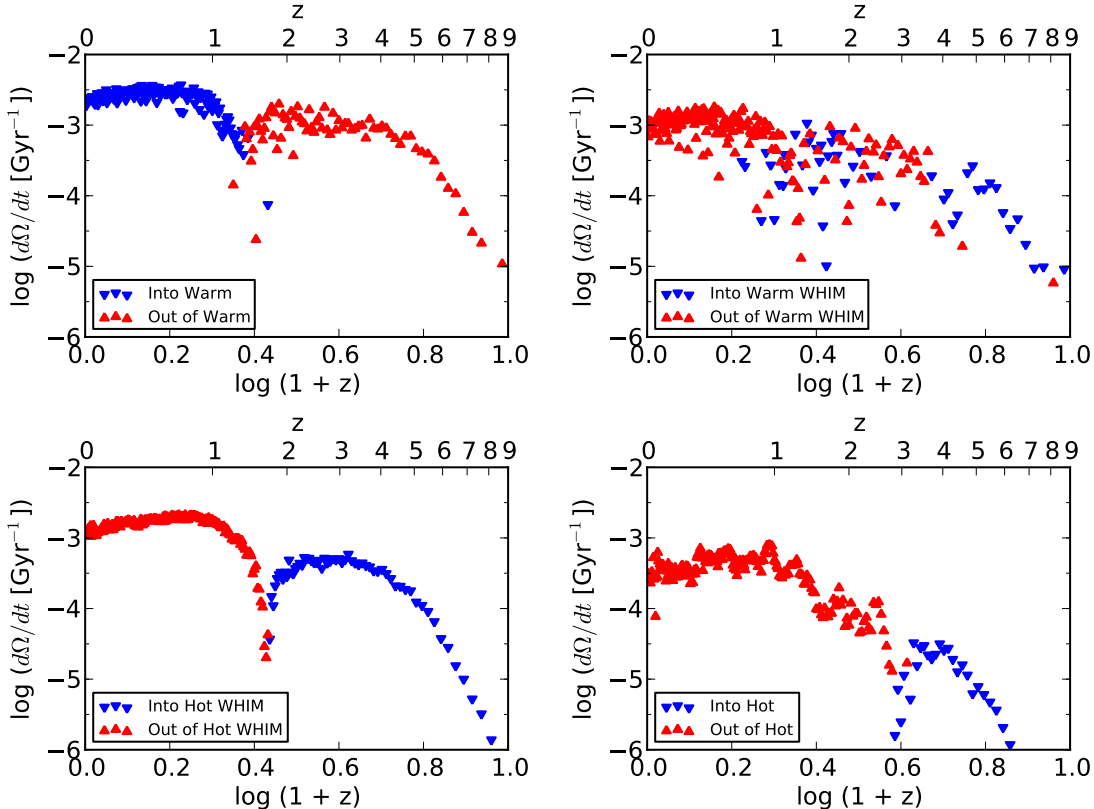 z
0 1 2 3 4 5 6 7 8 9
−2
−3
−4
−5
−6
log (dΩ/dt [Gyr⁻¹])
Into Warm
Out of Warm
0.0 0.2 0.4 0.6 0.8 1.0
log (1 + z)
z
0 1 2 3 4 5 6 7 8 9
−2
−3
−4
−5
−6
log (dΩ/dt [Gyr⁻¹])
Into Warm WHIM
Out of Warm WHIM
0.0 0.2 0.4 0.6 0.8 1.0
log (1 + z)
z
0 1 2 3 4 5 6 7 8 9
−2
−3
−4
−5
−6
log (dΩ/dt [Gyr⁻¹])
Into Hot WHIM
Out of Hot WHIM
0.0 0.2 0.4 0.6 0.8 1.0
log (1 + z)
z
0 1 2 3 4 5 6 7 8 9
−2
−3
−4
−5
−6
log (dΩ/dt [Gyr⁻¹])
Into Hot
Out of Hot
0.0 0.2 0.4 0.6 0.8 1.0
log (1 + z)